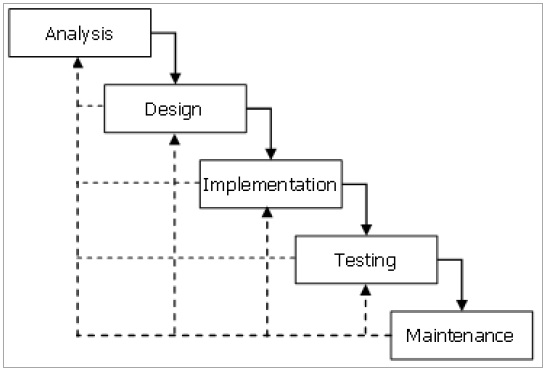 Analysis
Design
Implementation
Testing
Maintenance